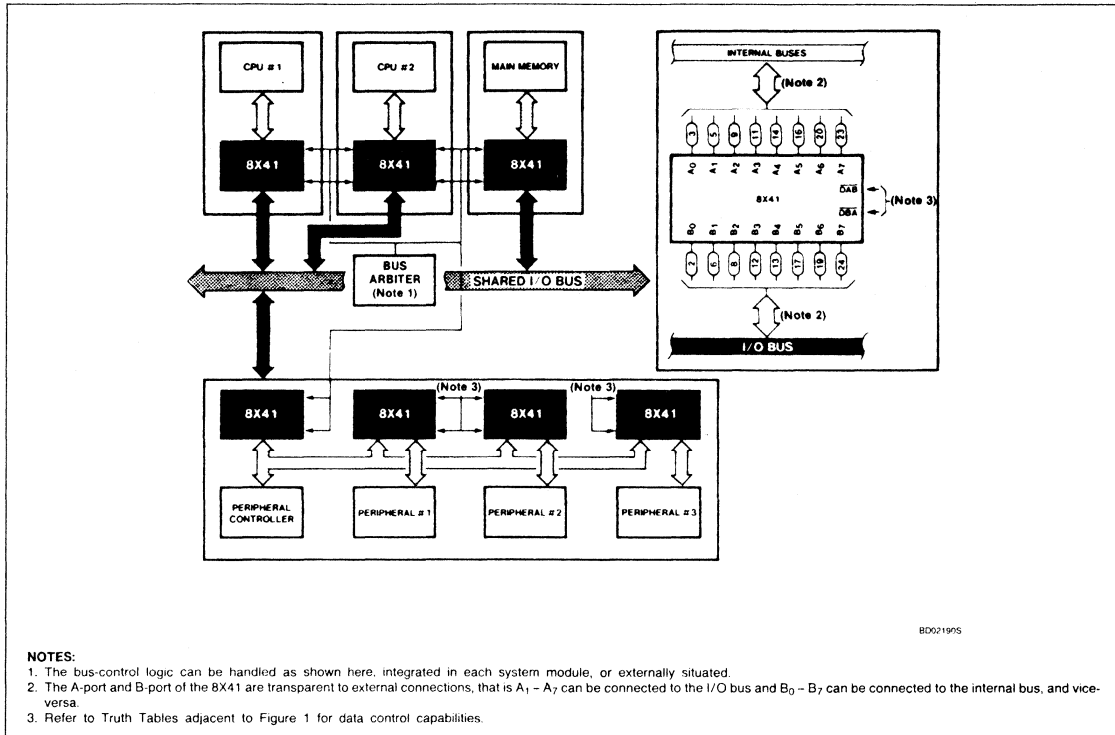 CPU #1
CPU #2
MAIN MEMORY
8X41
8X41
8X41
BUS
ARBITER
(Note 1)
SHARED I/O BUS
(Note 3)
(Note 3)
8X41
8X41
8X41
8X41
PERIPHERAL
CONTROLLER
PERIPHERAL #1
PERIPHERAL #2
PERIPHERAL #3
INTERNAL BUSES
(Note 2)
3 5 9 11 14 16 20 23
A0 A1 A2 A3 A4 A5 A6 A7
8X41
DAB
DBA
(Note 3)
B0 B1 B2 B3 B4 B5 B6 B7
2 6 8 12 13 17 19 24
(Note 2)
I/O BUS
BD02190S
NOTES:
1. The bus-control logic can be handled as shown here, integrated in each system module, or externally situated.
2. The A-port and B-port of the 8X41 are transparent to external connections, that is A1 – A7 can be connected to the I/O bus and B0 – B7 can be connected to the internal bus, and vice-
versa.
3. Refer to Truth Tables adjacent to Figure 1 for data control capabilities.